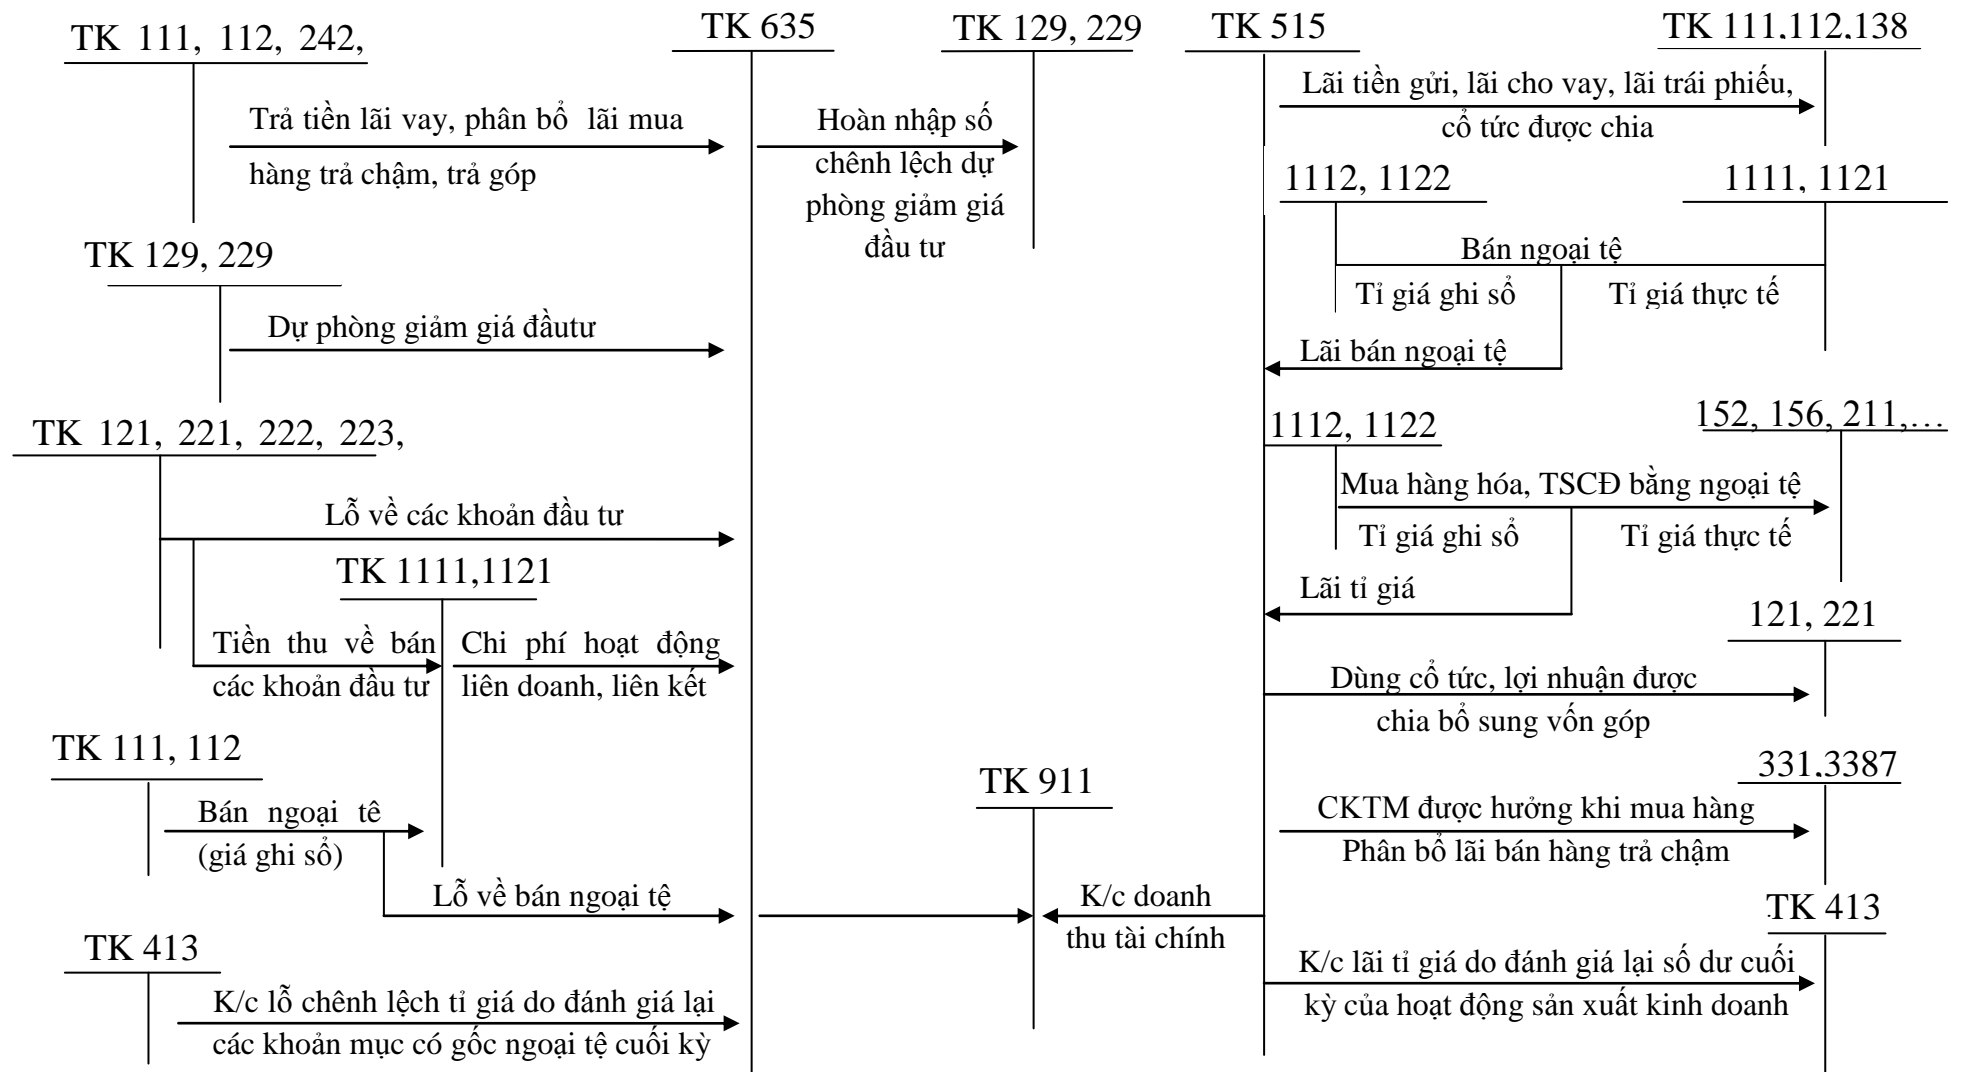 TK 111, 112, 242,
TK 635
TK 129, 229
TK 515
TK 111,112,138
Trả tiền lãi vay, phân bổ lãi mua
hàng trả chậm, trả góp
Hoàn nhập số
chênh lệch dự
phòng giảm giá
đầu tư
Lãi tiền gửi, lãi cho vay, lãi trái phiếu,
cổ tức được chia
1112, 1122
1111, 1121
TK 129, 229
Bán ngoại tệ
Tỉ giá ghi sổ
Tỉ giá thực tế
Dự phòng giảm giá đầutư
Lãi bán ngoại tệ
TK 121, 221, 222, 223,
1112, 1122
152, 156, 211,…
Mua hàng hóa, TSCĐ bằng ngoại tệ
Lỗ về các khoản đầu tư
Tỉ giá ghi sổ
Tỉ giá thực tế
TK 1111,1121
Lãi tỉ giá
121, 221
Tiền thu về bán
các khoản đầu tư
Chi phí hoạt động
liên doanh, liên kết
Dùng cổ tức, lợi nhuận được
chia bổ sung vốn góp
TK 111, 112
TK 911
331,3387
Bán ngoại tê
(giá ghi sổ)
CKTM được hưởng khi mua hàng
Phân bổ lãi bán hàng trả chậm
Lỗ về bán ngoại tệ
K/c doanh
thu tài chính
TK 413
TK 413
K/c lãi tỉ giá do đánh giá lại số dư cuối
kỳ của hoạt động sản xuất kinh doanh
K/c lỗ chênh lệch tỉ giá do đánh giá lại
các khoản mục có gốc ngoại tệ cuối kỳ